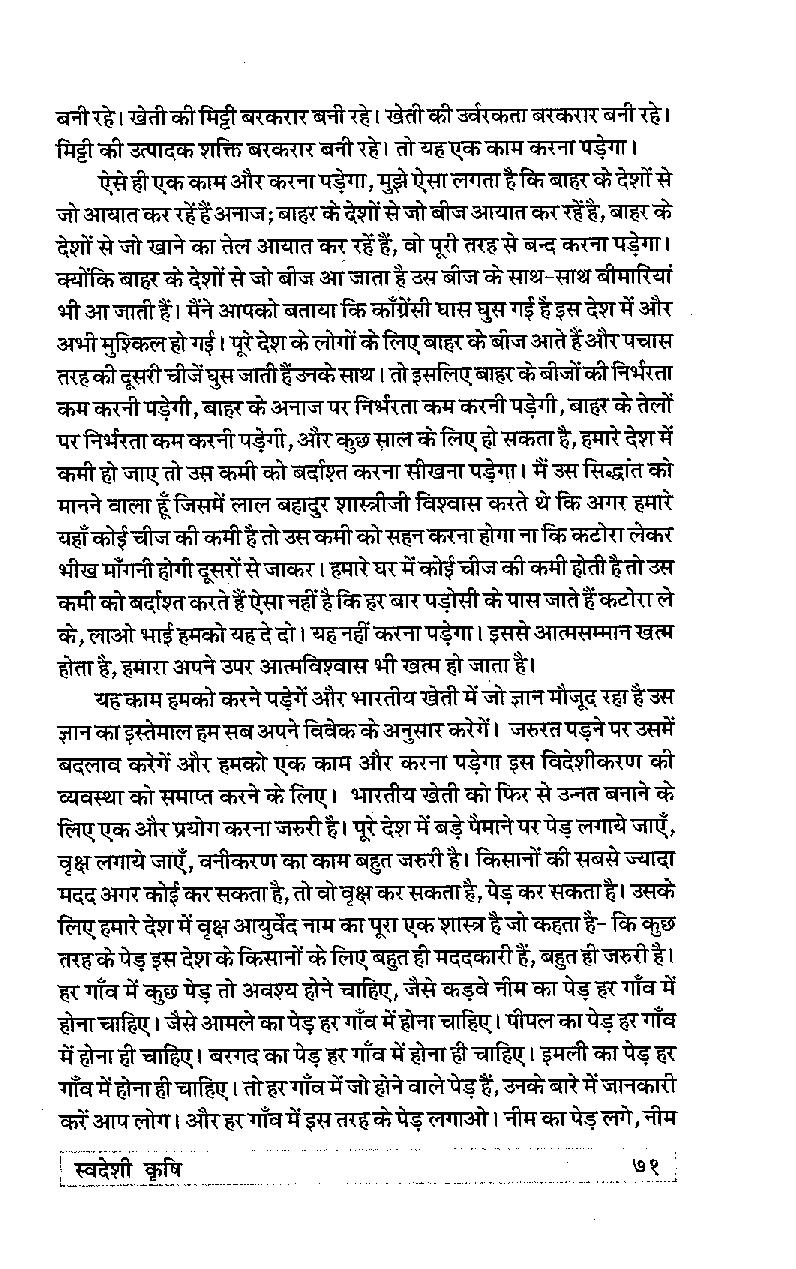 बनी रहे। खेती की मिट्टी बरकरार बनी रहे। खेती की उर्वरकता बरकरार बनी रहे।
मिट्टी की उत्पादक शक्ति बरकरार बनी रहे। तो यह एक काम करना पड़ेगा।
ऐसे ही एक काम और करना पड़ेगा, मुझे ऐसा लगता है कि बाहर के देशों से
जो आयात कर रहें हैं अनाज; बाहर के देशों से जो बीज आयात कर रहें है, बाहर के
देशों से जो खाने का तेल आयात कर रहें हैं, वो पूरी तरह से बन्द करना पड़ेगा।
क्योंकि बाहर के देशों से जो बीज आ जाता है उस बीज के साथ-साथ बीमारियां
भी आ जाती हैं। मैंने आपको बताया कि काँग्रेंसी घास घुस गई है इस देश में और
अभी मुश्किल हो गई। पूरे देश के लोगों के लिए बाहर के बीज आते हैं और पचास
तरह की दूसरी चीजें घुस जाती हैं उनके साथ। तो इसलिए बाहर के बीजों की निर्भरता
कम करनी पड़ेगी, बाहर के अनाज पर निर्भरता कम करनी पड़ेगी, बाहर के तेलों
पर निर्भरता कम करनी पड़ेगी, और कुछ साल के लिए हो सकता है, हमारे देश में
कमी हो जाए तो उस कमी को बर्दाश्त करना सीखना पड़ेगा। मैं उस सिद्धांत को
मानने वाला हूँ जिसमें लाल बहादुर शास्त्रीजी विश्वास करते थे कि अगर हमारे
यहाँ कोई चीज की कमी है तो उस कमी को सहन करना होगा ना कि कटोरा लेकर
भीख माँगनी होगी दूसरों से जाकर। हमारे घर में कोई चीज की कमी होती है तो उस
कमी को बर्दाश्त करते हैं ऐसा नहीं है कि हर बार पड़ोसी के पास जाते हैं कटोरा ले
के, लाओ भाई हमको यह दे दो। यह नहीं करना पड़ेगा। इससे आत्मसम्मान खत्म
होता है, हमारा अपने उपर आत्मविश्वास भी खत्म हो जाता है।
यह काम हमको करने पड़ेगें और भारतीय खेती में जो ज्ञान मौजूद रहा है उस
ज्ञान का इस्तेमाल हम सब अपने विवेक के अनुसार करेगें। जरुरत पड़ने पर उसमें
बदलाव करेगें और हमको एक काम और करना पड़ेगा इस विदेशीकरण की
व्यवस्था को समाप्त करने के लिए। भारतीय खेती को फिर से उन्नत बनाने के
लिए एक और प्रयोग करना जरुरी है। पूरे देश में बड़े पैमाने पर पेड़ लगाये जाएँ,
वृक्ष लगाये जाएँ, वनीकरण का काम बहुत जरुरी है। किसानों की सबसे ज्यादा
मदद अगर कोई कर सकता है, तो वो वृक्ष कर सकता है, पेड़ कर सकता है। उसके
लिए हमारे देश में वृक्ष आयुर्वेद नाम का पूरा एक शास्त्र है जो कहता है- कि कुछ
तरह के पेड़ इस देश के किसानों के लिए बहुत ही मददकारी हैं, बहुत ही जरुरी है।
हर गाँव में कुछ पेड़ तो अवश्य होने चाहिए, जैसे कड़वे नीम का पेड़ हर गाँव में
होना चाहिए। जैसे आमले का पेड़ हर गाँव में होना चाहिए। पीपल का पेड़ हर गाँव
में होना ही चाहिए। बरगद का पेड़ हर गाँव में होना ही चाहिए। इमली का पेड़ हर
गाँव में होना ही चाहिए। तो हर गाँव में जो होने वाले पेड़ हैं, उनके बारे में जानकारी
करें आप लोग। और हर गाँव में इस तरह के पेड़ लगाओ। नीम का पेड़ लगे, नीम
स्वदेशी कृषि ७१